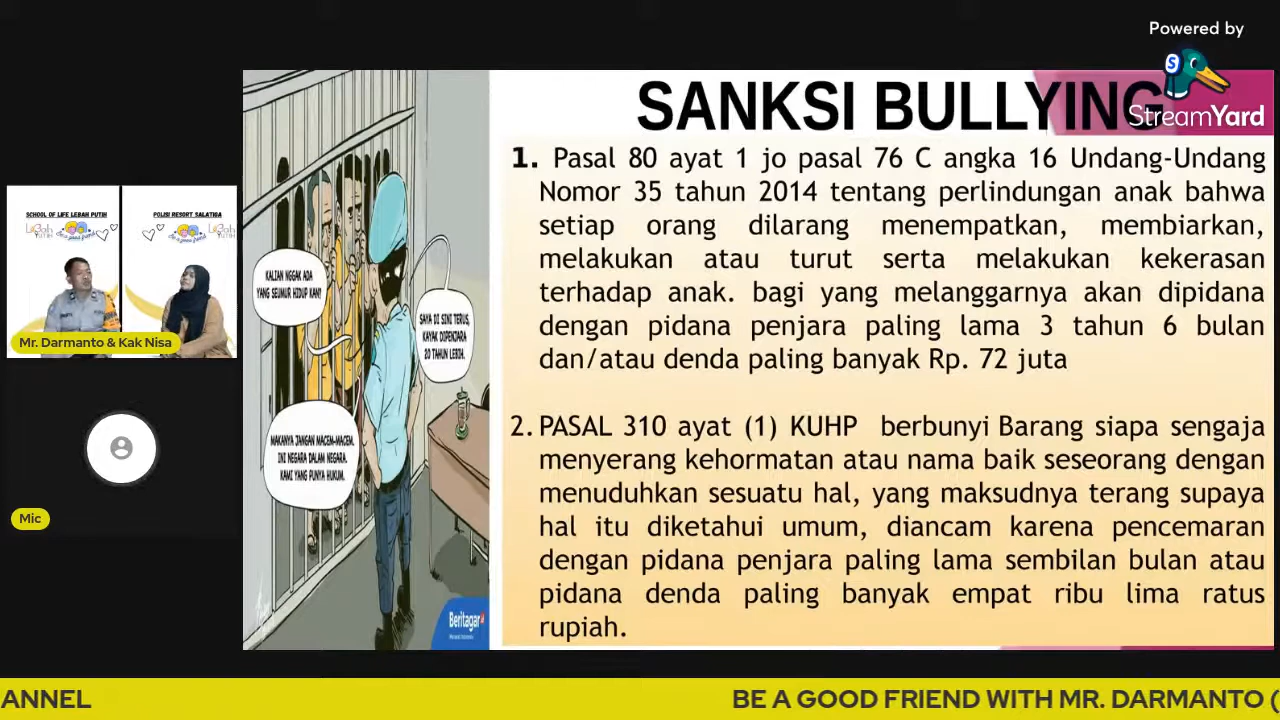 Powered by
StreamYard
SANKSI BULLYING
1. Pasal 80 ayat 1 jo pasal 76 C angka 16 Undang-Undang
Nomor 35 tahun 2014 tentang perlindungan anak bahwa
setiap orang dilarang menempatkan, membiarkan,
melakukan atau turut serta melakukan kekerasan
terhadap anak. bagi yang melanggarnya akan dipidana
dengan pidana penjara paling lama 3 tahun 6 bulan
dan/atau denda paling banyak Rp. 72 juta
2. PASAL 310 ayat (1) KUHP berbunyi Barang siapa sengaja
menyerang kehormatan atau nama baik seseorang dengan
menuduhkan sesuatu hal, yang maksudnya terang supaya
hal itu diketahui umum, diancam karena pencemaran
dengan pidana penjara paling lama sembilan bulan atau
pidana denda paling banyak empat ribu lima ratus
rupiah.
KALIAN NGGAK ADA
YANG SEUMUR HIDUP KAN?
SAYA DI SINI TERUS,
KAYAK DIPENJARA
20 TAHUN LEBIH.
MAKANYA JANGAN MACEM-MACEM.
INI NEGARA DALAM NEGARA.
KAMI YANG PUNYA HUKUM.
Beritagar
SCHOOL OF LIFE LEBAH PUTIH
POLISI RESORT SALATIGA
Mr. Darmanto & Kak Nisa
Mic
ANNEL
BE A GOOD FRIEND WITH MR. DARMANTO (